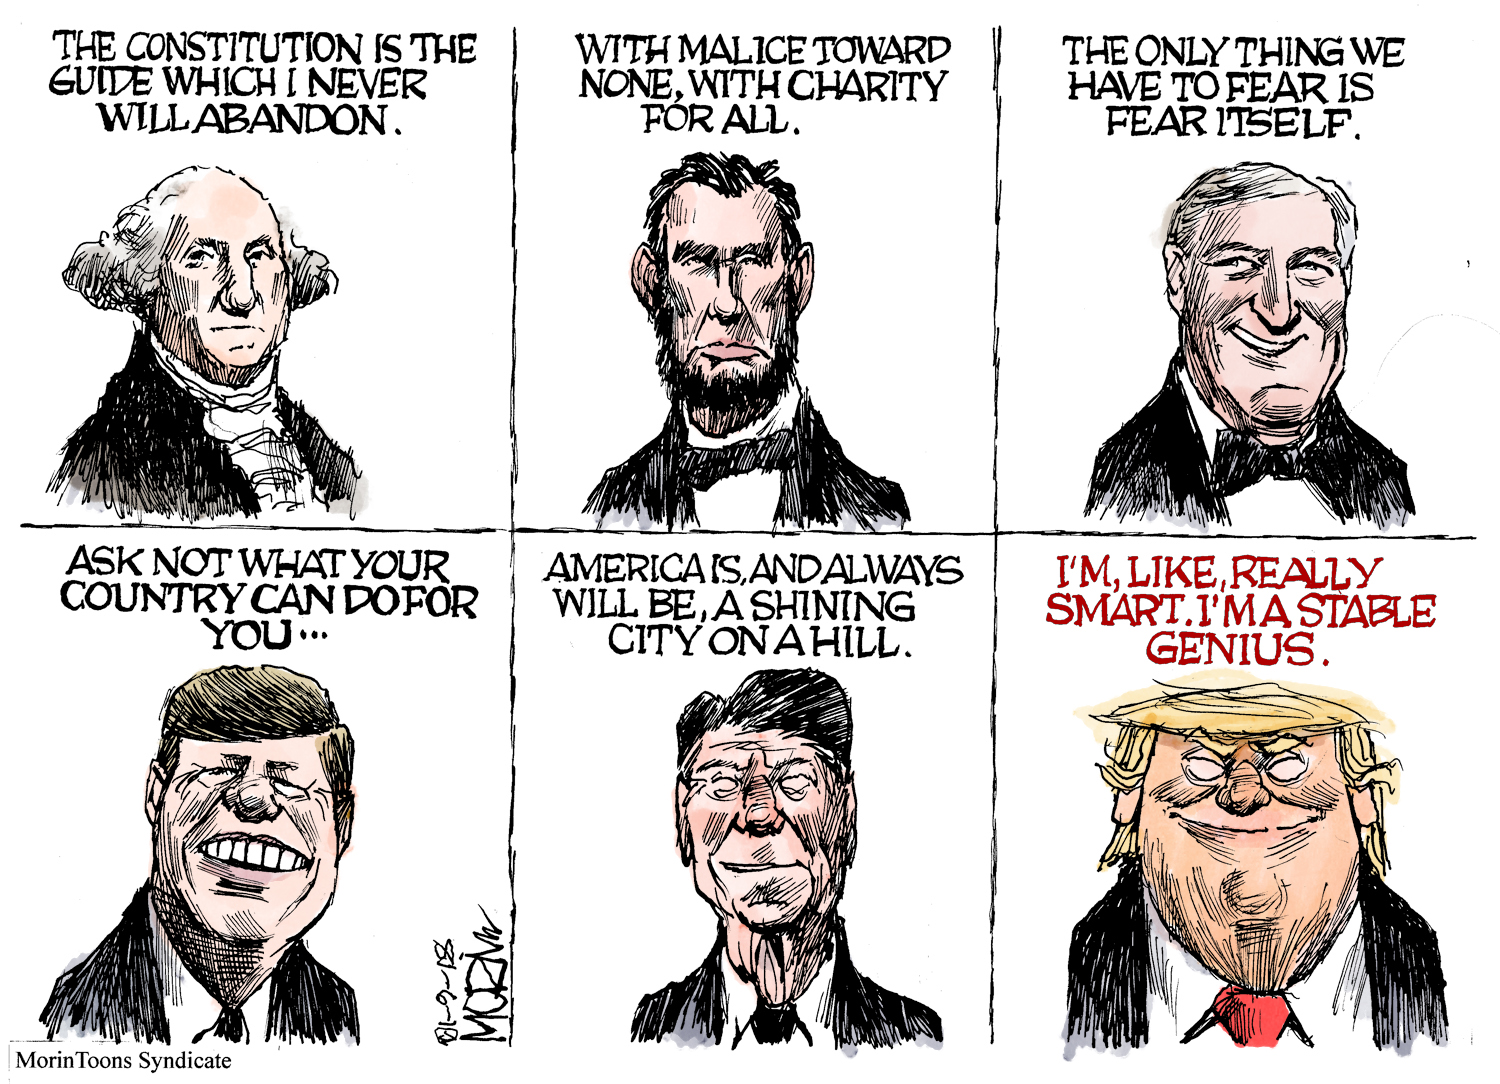 THE CONSTITUTION IS THE
GUIDE WHICH I NEVER
WILL ABANDON.
WITH MALICE TOWARD
NONE, WITH CHARITY
FOR ALL.
THE ONLY THING WE
HAVE TO FEAR IS
FEAR ITSELF.
ASK NOT WHAT YOUR
COUNTRY CAN DO FOR
YOU...
AMERICA IS, AND ALWAYS
WILL BE, A SHINING
CITY ON A HILL.
I'M, LIKE, REALLY
SMART. I'M A STABLE
GENIUS.
1-9-18
MORIN
MorinToons Syndicate